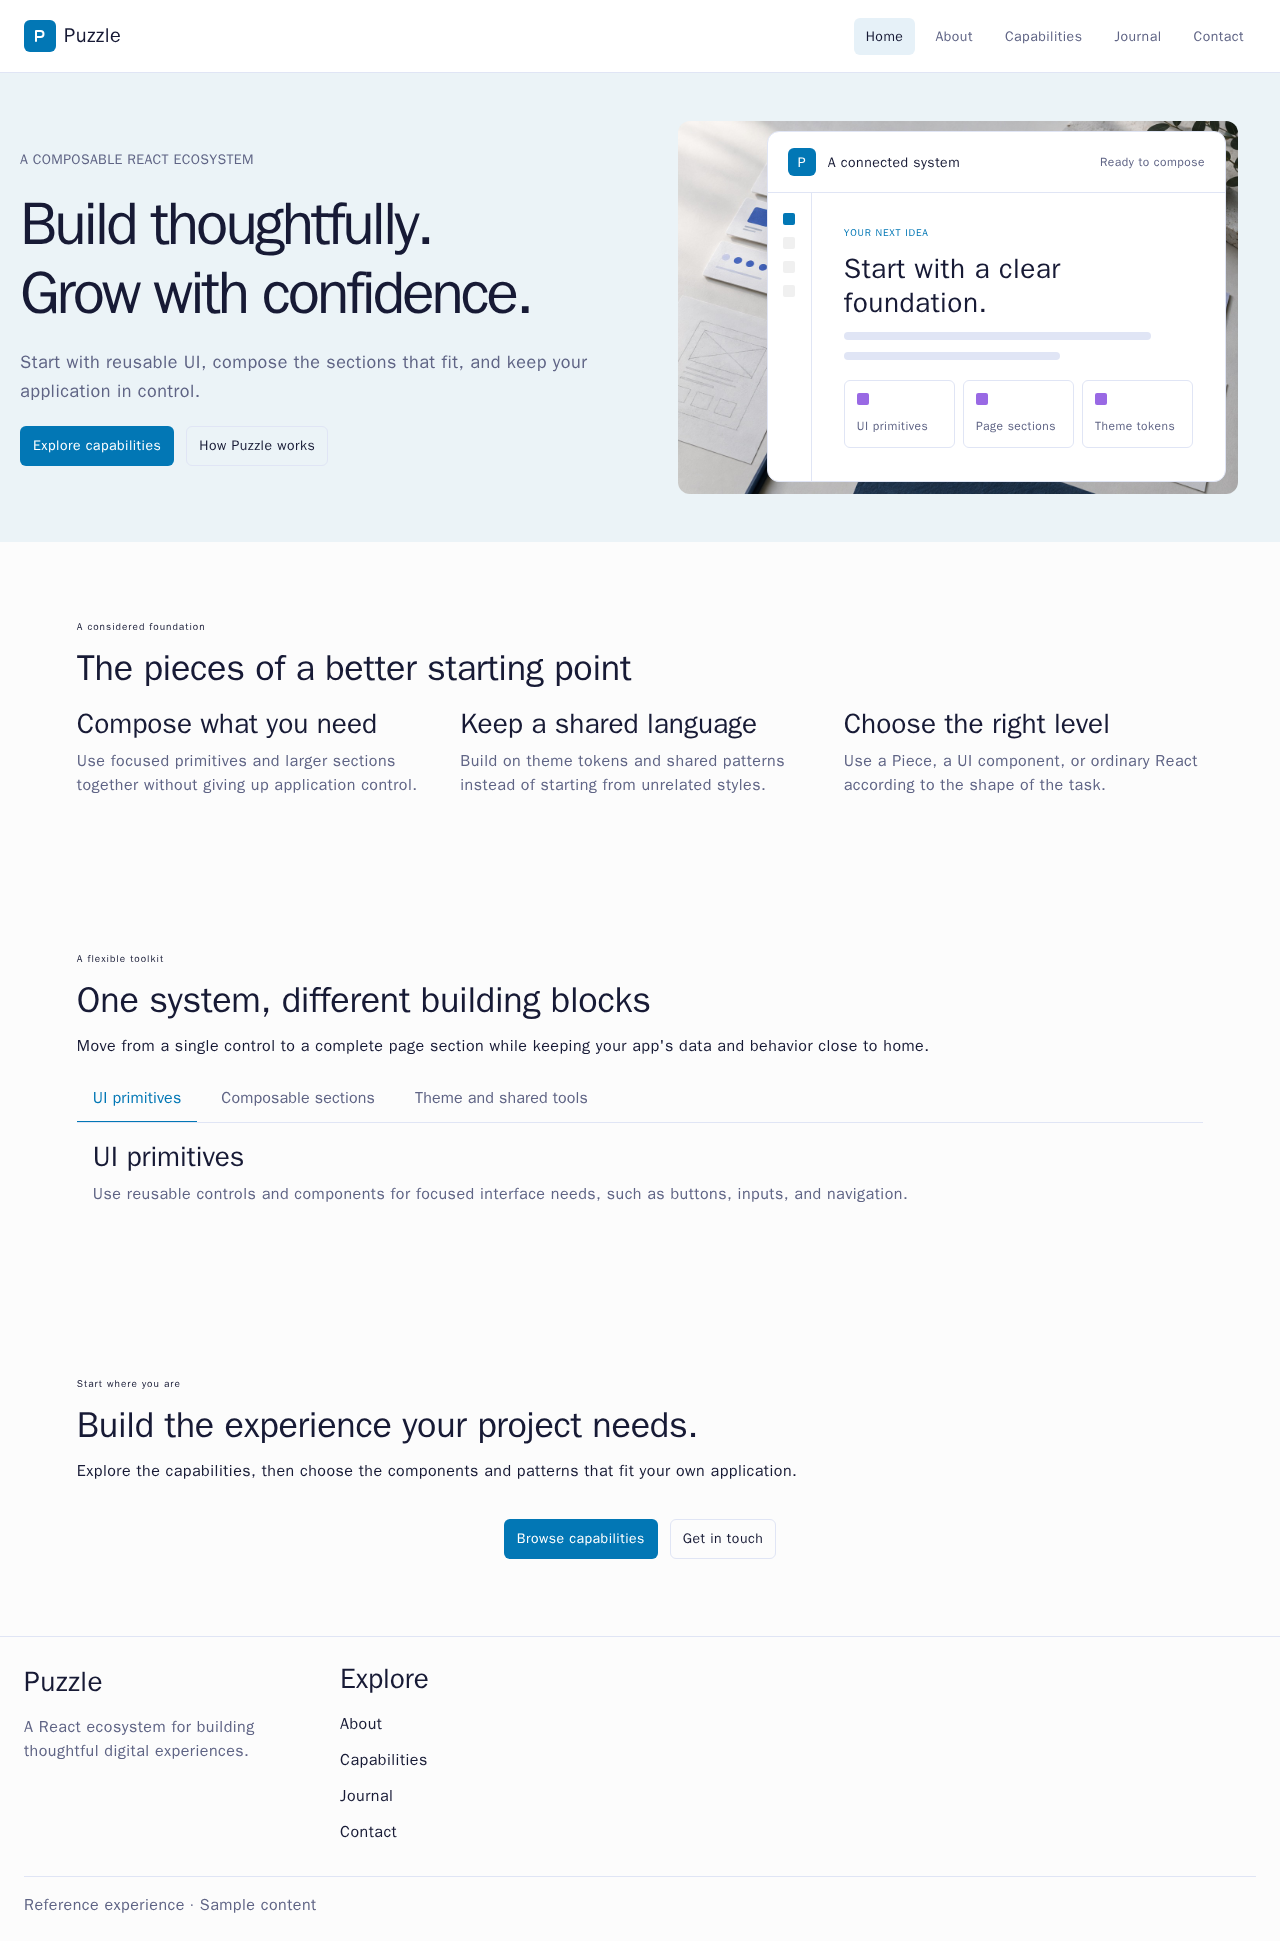 P Puzzle
Home About Capabilities Journal Contact
A COMPOSABLE REACT ECOSYSTEM
Build thoughtfully.
Grow with confidence.
Start with reusable UI, compose the sections that fit, and keep your
application in control.
Explore capabilities
How Puzzle works
P A connected system
Ready to compose
YOUR NEXT IDEA
Start with a clear
foundation.
UI primitives
Page sections
Theme tokens
A considered foundation
The pieces of a better starting point
Compose what you need
Use focused primitives and larger sections
together without giving up application control.
Keep a shared language
Build on theme tokens and shared patterns
instead of starting from unrelated styles.
Choose the right level
Use a Piece, a UI component, or ordinary React
according to the shape of the task.
A flexible toolkit
One system, different building blocks
Move from a single control to a complete page section while keeping your app's data and behavior close to home.
UI primitives Composable sections Theme and shared tools
UI primitives
Use reusable controls and components for focused interface needs, such as buttons, inputs, and navigation.
Start where you are
Build the experience your project needs.
Explore the capabilities, then choose the components and patterns that fit your own application.
Browse capabilities
Get in touch
Puzzle
A React ecosystem for building
thoughtful digital experiences.
Explore
About
Capabilities
Journal
Contact
Reference experience · Sample content